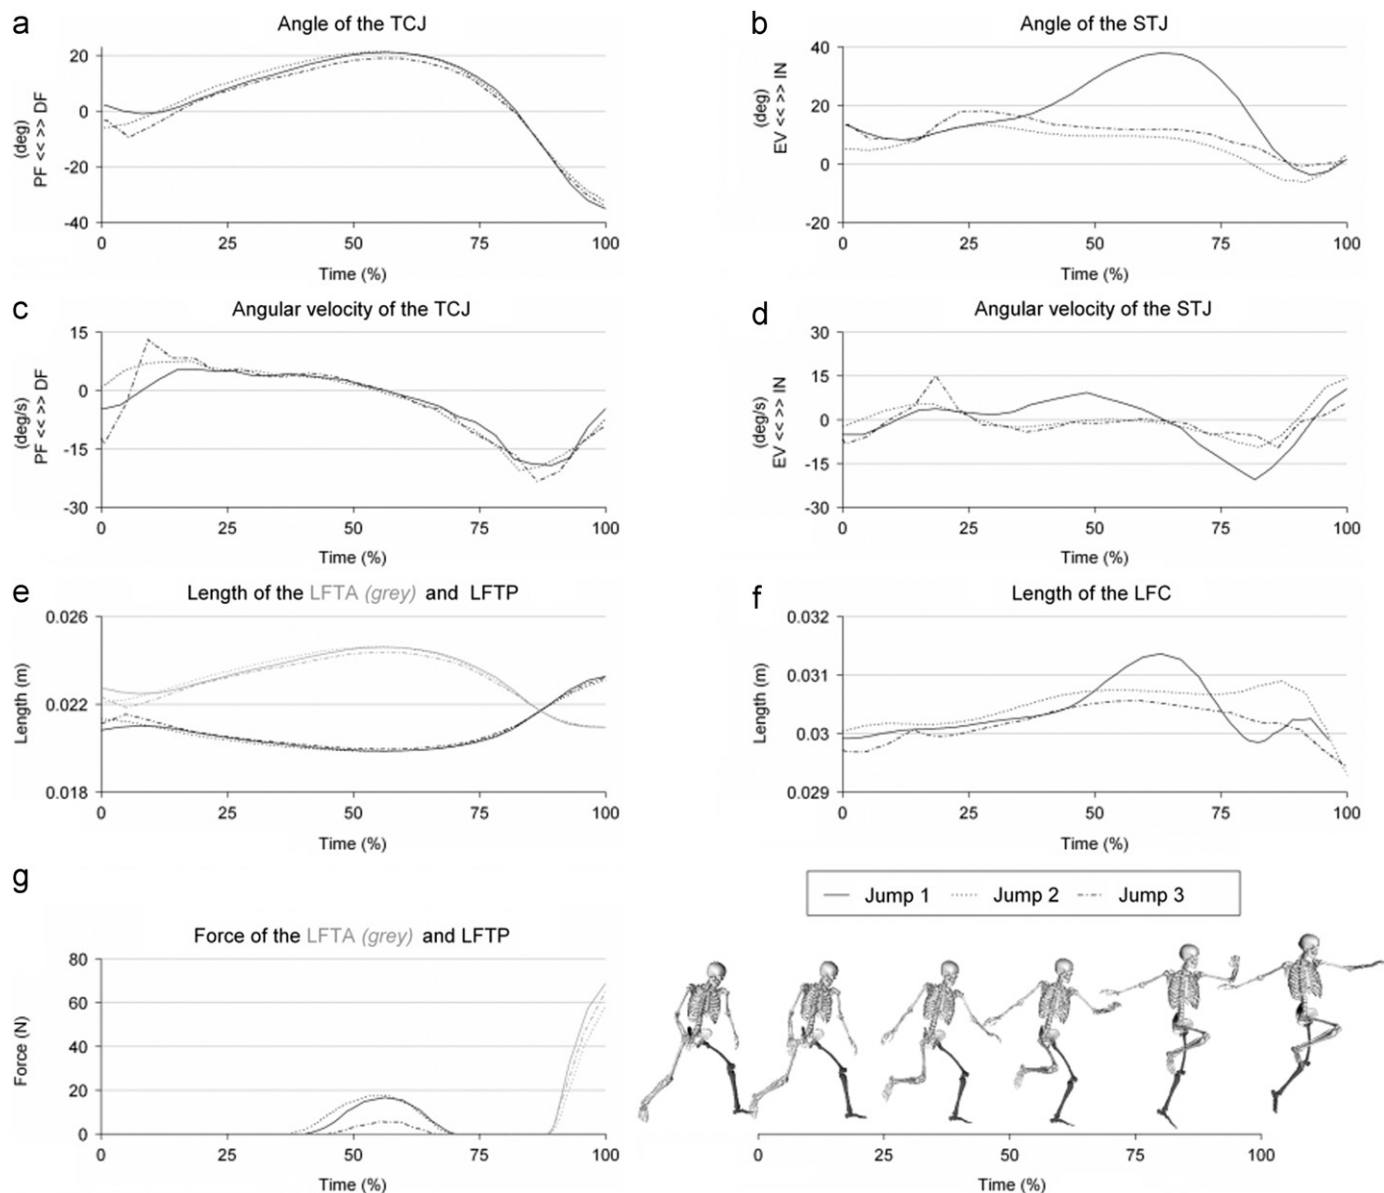 a
Angle of the TCJ
(deg)
PF << >> DF
20
0
-20
-40
0 25 50 75 100
Time (%)
b
Angle of the STJ
(deg)
EV << >> IN
40
20
0
-20
0 25 50 75 100
Time (%)
c
Angular velocity of the TCJ
(deg/s)
PF << >> DF
15
0
-15
-30
0 25 50 75 100
Time (%)
d
Angular velocity of the STJ
(deg/s)
EV << >> IN
30
15
0
-15
-30
0 25 50 75 100
Time (%)
e
Length of the LFTA (grey) and LFTP
Length (m)
0.026
0.022
0.018
0 25 50 75 100
Time (%)
f
Length of the LFC
Length (m)
0.032
0.031
0.03
0.029
0 25 50 75 100
Time (%)
g
Force of the LFTA (grey) and LFTP
Force (N)
80
60
40
20
0
0 25 50 75 100
Time (%)
Jump 1 Jump 2 Jump 3
0 25 50 75 100
Time (%)